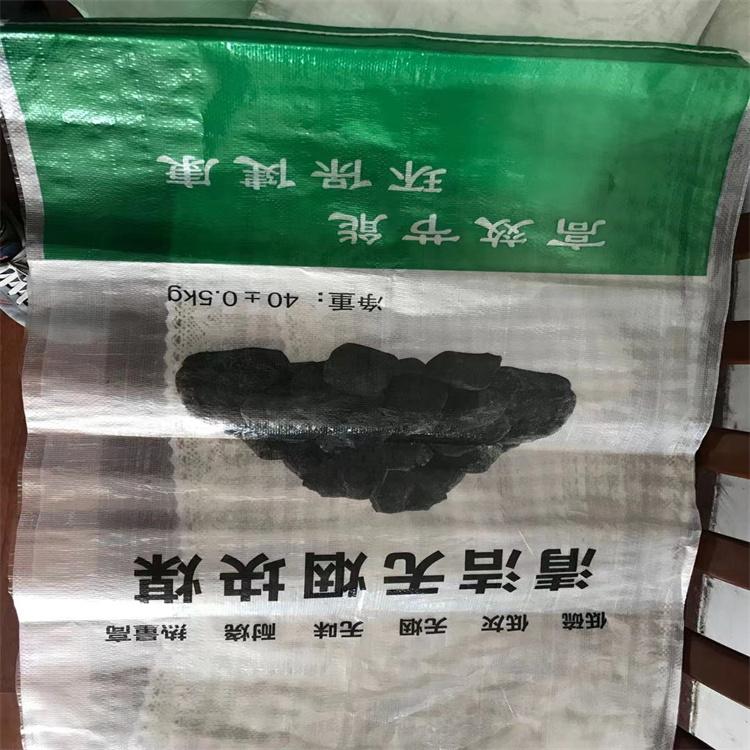 低硫 低灰 无烟 无味 耐烧 热量高
清洁无烟块煤
净重：40±0.5kg
高效节能
环保健康